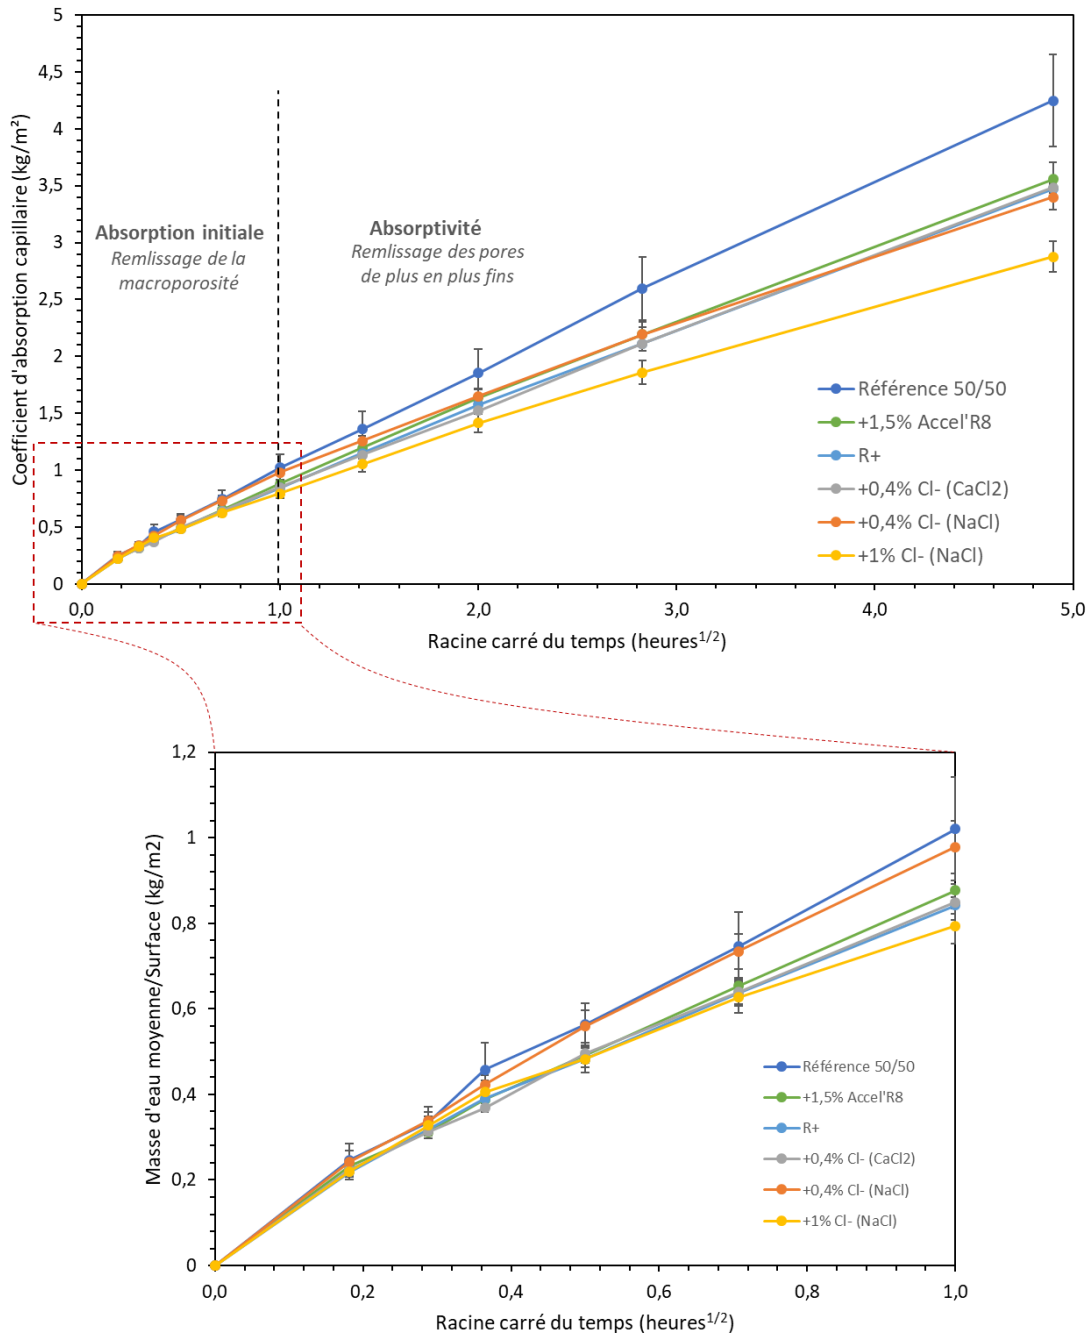 5
4,5
4
3,5
3
2,5
2
1,5
1
0,5
0
Coefficient d'absorption capillaire (kg/m²)
Absorption initiale
Remlissage de la
macroporosité
Absorptivité
Remlissage des pores
de plus en plus fins
Référence 50/50
+1,5% Accel'R8
R+
+0,4% Cl- (CaCl2)
+0,4% Cl- (NaCl)
+1% Cl- (NaCl)
0,0 1,0 2,0 3,0 4,0 5,0
Racine carré du temps (heures1/2)
1,2
1
0,8
0,6
0,4
0,2
0
Masse d'eau moyenne/Surface (kg/m2)
Référence 50/50
+1,5% Accel'R8
R+
+0,4% Cl- (CaCl2)
+0,4% Cl- (NaCl)
+1% Cl- (NaCl)
0,0 0,2 0,4 0,6 0,8 1,0
Racine carré du temps (heures1/2)